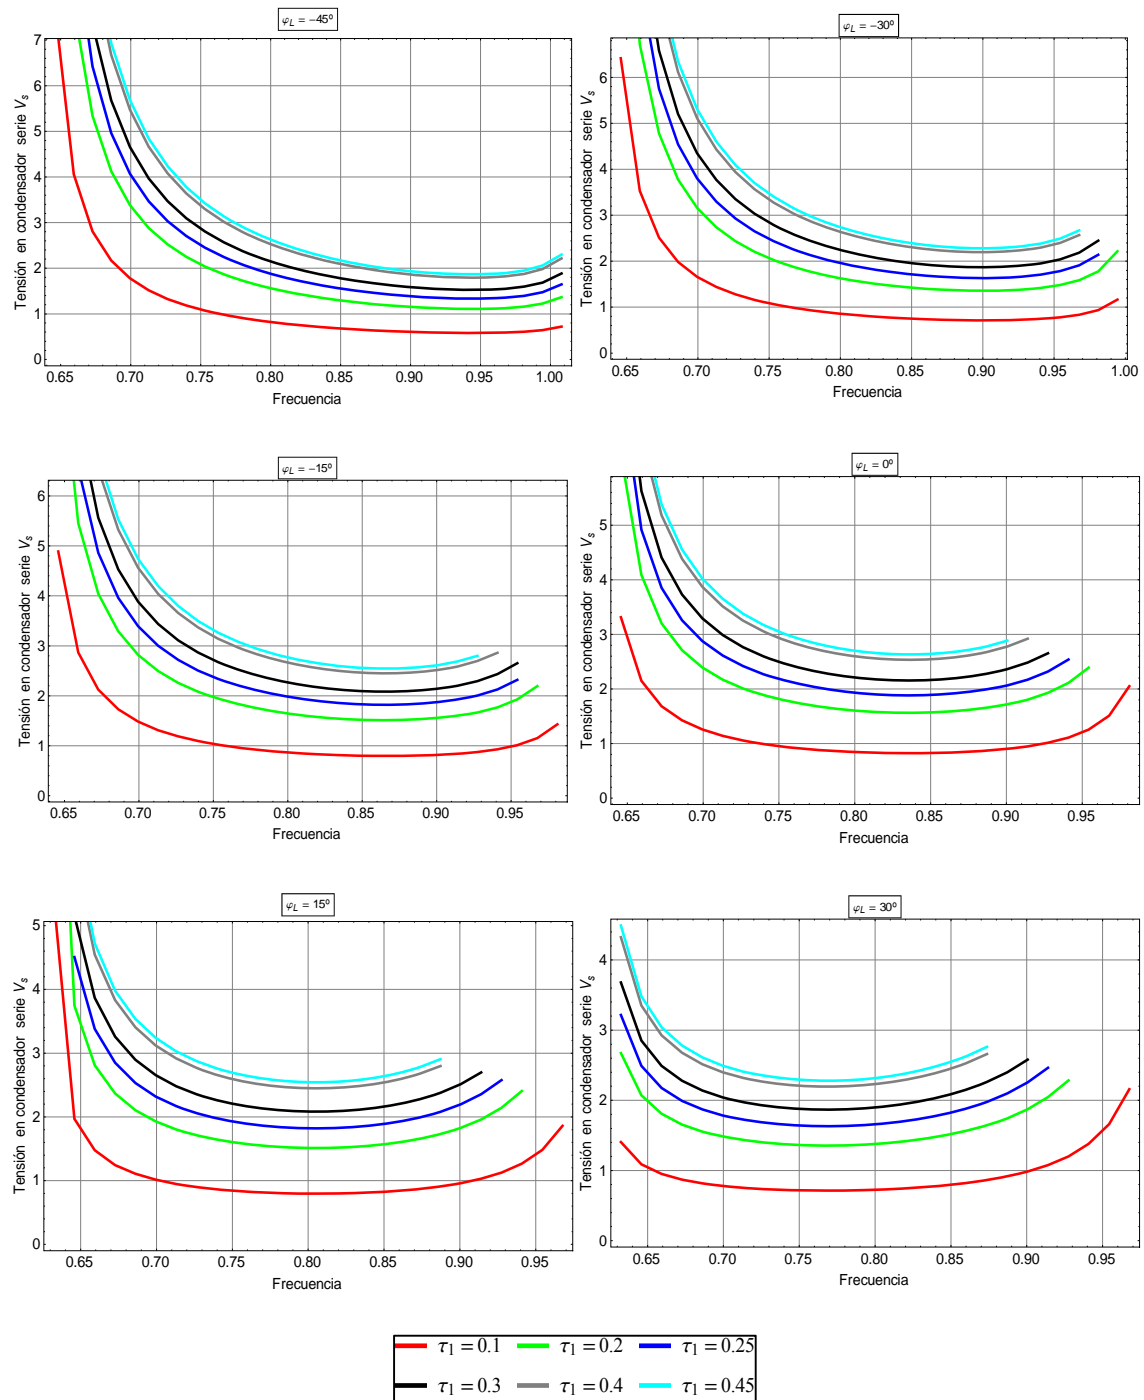 φL = −45º
Tensión en condensador serie Vs
7
6
5
4
3
2
1
0
0.65 0.70 0.75 0.80 0.85 0.90 0.95 1.00
Frecuencia
φL = −30º
Tensión en condensador serie Vs
6
5
4
3
2
1
0
0.65 0.70 0.75 0.80 0.85 0.90 0.95 1.00
Frecuencia
φL = −15º
Tensión en condensador serie Vs
6
5
4
3
2
1
0
0.65 0.70 0.75 0.80 0.85 0.90 0.95
Frecuencia
φL = 0º
Tensión en condensador serie Vs
5
4
3
2
1
0
0.65 0.70 0.75 0.80 0.85 0.90 0.95
Frecuencia
φL = 15º
Tensión en condensador serie Vs
5
4
3
2
1
0
0.65 0.70 0.75 0.80 0.85 0.90 0.95
Frecuencia
φL = 30º
Tensión en condensador serie Vs
4
3
2
1
0
0.65 0.70 0.75 0.80 0.85 0.90 0.95
Frecuencia
τ1 = 0.1 τ1 = 0.2 τ1 = 0.25
τ1 = 0.3 τ1 = 0.4 τ1 = 0.45